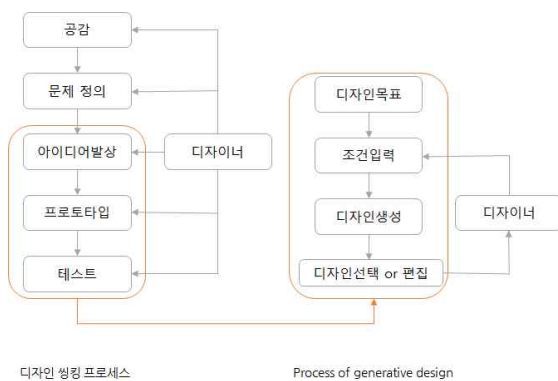 공감
문제 정의
아이디어발상
디자이너
프로토타입
테스트
디자인목표
조건입력
디자인생성
디자이너
디자인선택 or 편집
디자인 씽킹 프로세스
Process of generative design